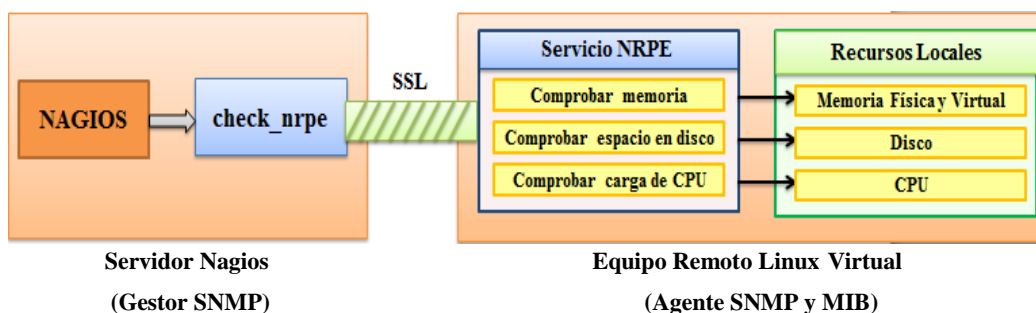 NAGIOS
check_nrpe
SSL
Servicio NRPE
Comprobar memoria
Comprobar espacio en disco
Comprobar carga de CPU
Recursos Locales
Memoria Física y Virtual
Disco
CPU
Servidor Nagios
(Gestor SNMP)
Equipo Remoto Linux Virtual
(Agente SNMP y MIB)